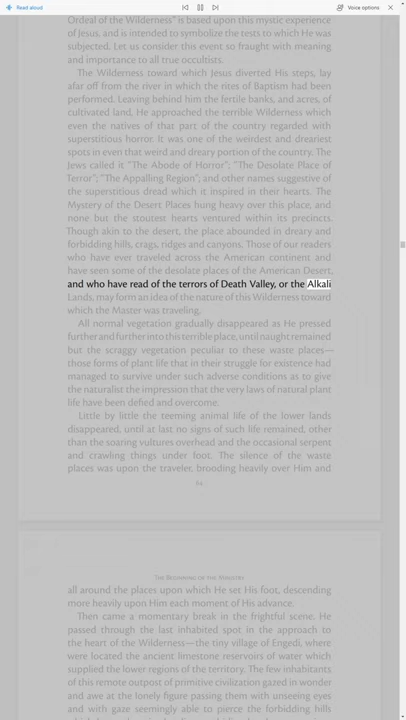 Read aloud
Voice options
Ordeal of the Wilderness" is based upon this mystic experience
of Jesus, and is intended to symbolize the tests to which He was
subjected. Let us consider this event so fraught with meaning
and importance to all true occultists.
The Wilderness toward which Jesus diverted His steps, lay
afar off from the river in which the rites of Baptism had been
performed. Leaving behind him the fertile banks, and acres, of
cultivated land, He approached the terrible Wilderness which
even the natives of that part of the country regarded with
superstitious horror. It was one of the weirdest and dreariest
spots in even that weird and dreary portion of the country. The
Jews called it "The Abode of Horror"; "The Desolate Place of
Terror"; "The Appalling Region"; and other names suggestive of
the superstitious dread which it inspired in their hearts. The
Mystery of the Desert Places hung heavy over this place, and
none but the stoutest hearts ventured within its precincts.
Though akin to the desert, the place abounded in dreary and
forbidding hills, crags, ridges and canyons. Those of our readers
who have ever traveled across the American continent and
have seen some of the desolate places of the American Desert,
and who have read of the terrors of Death Valley, or the Alkali
Lands, may form an idea of the nature of this Wilderness toward
which the Master was traveling.
All normal vegetation gradually disappeared as He pressed
further and further into this terrible place, until naught remained
but the scraggy vegetation peculiar to these waste places—
those forms of plant life that in their struggle for existence had
managed to survive under such adverse conditions as to give
the naturalist the impression that the very laws of natural plant
life have been defied and overcome.
Little by little the teeming animal life of the lower lands
disappeared, until at last no signs of such life remained, other
than the soaring vultures overhead and the occasional serpent
and crawling things under foot. The silence of the waste
places was upon the traveler, brooding heavily over Him and
64
The Beginning of the Ministry
all around the places upon which He set His foot, descending
more heavily upon Him each moment of His advance.
Then came a momentary break in the frightful scene. He
passed through the last inhabited spot in the approach to
the heart of the Wilderness—the tiny village of Engedi, where
were located the ancient limestone reservoirs of water which
supplied the lower regions of the territory. The few inhabitants
of this remote outpost of primitive civilization gazed in wonder
and awe at the lonely figure passing them with unseeing eyes
and with gaze seemingly able to pierce the forbidding hills